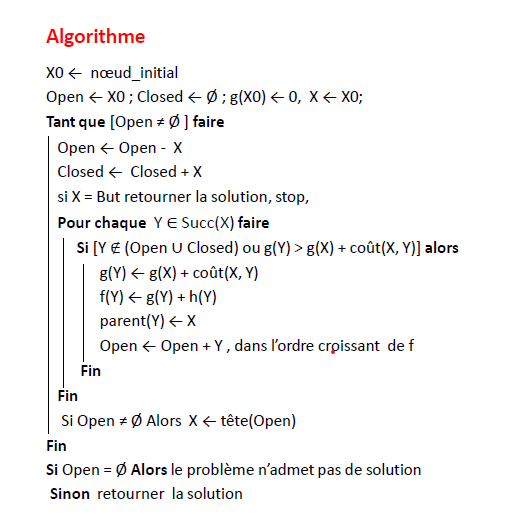 Algorithme
X0 ← nœud_initial
Open ← X0 ; Closed ← Ø ; g(X0) ← 0, X ← X0;
Tant que [Open ≠ Ø ] faire
Open ← Open - X
Closed ← Closed + X
si X = But retourner la solution, stop,
Pour chaque Y ∈ Succ(X) faire
Si [Y ∉ (Open ∪ Closed) ou g(Y) > g(X) + coût(X, Y)] alors
g(Y) ← g(X) + coût(X, Y)
f(Y) ← g(Y) + h(Y)
parent(Y) ← X
Open ← Open + Y , dans l’ordre croissant de f
Fin
Fin
Si Open ≠ Ø Alors X ← tête(Open)
Fin
Si Open = Ø Alors le problème n’admet pas de solution
Sinon retourner la solution